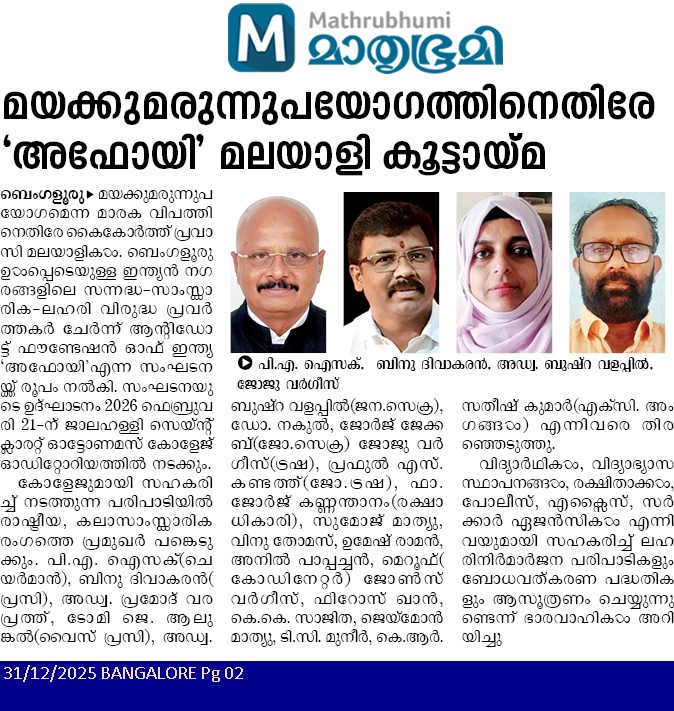 Mathrubhumi
മാതൃഭൂമി
മയക്കുമരുന്നുപയോഗത്തിനെതിരേ
‘അഫോയി’ മലയാളി കൂട്ടായ്മ
ബെംഗളൂരു ▶ മയക്കുമരുന്നുപ
യോഗമെന്ന മാരക വിപത്തി
നെതിരേ കൈകോർത്ത് പ്രവാ
സി മലയാളികൾ. ബെംഗളൂരു
ഉൾപ്പെടെയുള്ള ഇന്ത്യൻ നഗ
രങ്ങളിലെ സന്നദ്ധ-സാംസ്കാ
രിക-ലഹരി വിരുദ്ധ പ്രവർ
ത്തകർ ചേർന്ന് ആന്റിഡോ
ട്ട് ഫൗണ്ടേഷൻ ഓഫ് ഇന്ത്യ
‘അഫോയി’എന്ന സംഘടന
യ്ക്ക് രൂപം നൽകി. സംഘടനയു
ടെ ഉദ്ഘാടനം 2026 ഫെബ്രുവ
രി 21-ന് ജാലഹള്ളി സെയ്ന്റ്
ക്ലാരറ്റ് ഓട്ടോണമസ് കോളേജ്
ഓഡിറ്റോറിയത്തിൽ നടക്കും.
കോളേജുമായി സഹകരി
ച്ച് നടത്തുന്ന പരിപാടിയിൽ
രാഷ്ട്രീയ, കലാസാംസ്കാരിക
രംഗത്തെ പ്രമുഖർ പങ്കെടു
ക്കും. പി.എ. ഐസക്(ചെ
യർമാൻ), ബിനു ദിവാകരൻ(
പ്രസി), അഡ്വ. പ്രമോദ് വര
പ്രത്ത്, ടോമി ജെ. ആലു
ങ്കൽ(വൈസ് പ്രസി), അഡ്വ.
▶ പി.എ. ഐസക്, ബിനു ദിവാകരൻ, അഡ്വ. ബുഷ്റ വളപ്പിൽ,
ജോജു വർഗീസ്
ബുഷ്റ വളപ്പിൽ(ജന.സെക്ര),
ഡോ. നകുൽ, ജോർജ് ജേക്ക
ബ്(ജോ.സെക്ര) ജോജു വർ
ഗീസ്(ട്രഷ), പ്രഫുൽ എസ്.
കണ്ടത്ത്(ജോ.ട്രഷ), ഫാ.
ജോർജ് കണ്ണന്താനം(രക്ഷാ
ധികാരി), സുമോജ് മാത്യു,
വിനു തോമസ്, ഉമേഷ് രാമൻ,
അനിൽ പാപ്പച്ചൻ, മെറൂഫ്(
കോഡിനേറ്റർ) ജോൺസ്
വർഗീസ്, ഫിറോസ് ഖാൻ,
കെ.കെ. സാജിത, ജെയ്മോൻ
മാത്യു, ടി.സി. മുനീർ, കെ.ആർ.
സതീഷ് കുമാർ(എക്സി. അം
ഗങ്ങൾ) എന്നിവരെ തിര
ഞ്ഞെടുത്തു.
വിദ്യാർഥികൾ, വിദ്യാഭ്യാസ
സ്ഥാപനങ്ങൾ, രക്ഷിതാക്കൾ,
പോലീസ്, എക്സൈസ്, സർ
ക്കാർ ഏജൻസികൾ എന്നി
വയുമായി സഹകരിച്ച് ലഹ
രിനിർമാർജന പരിപാടികളും
ബോധവത്കരണ പദ്ധതിക
ളും ആസൂത്രണം ചെയ്യുന്നു
ണ്ടെന്ന് ഭാരവാഹികൾ അറി
യിച്ചു
31/12/2025 BANGALORE Pg 02